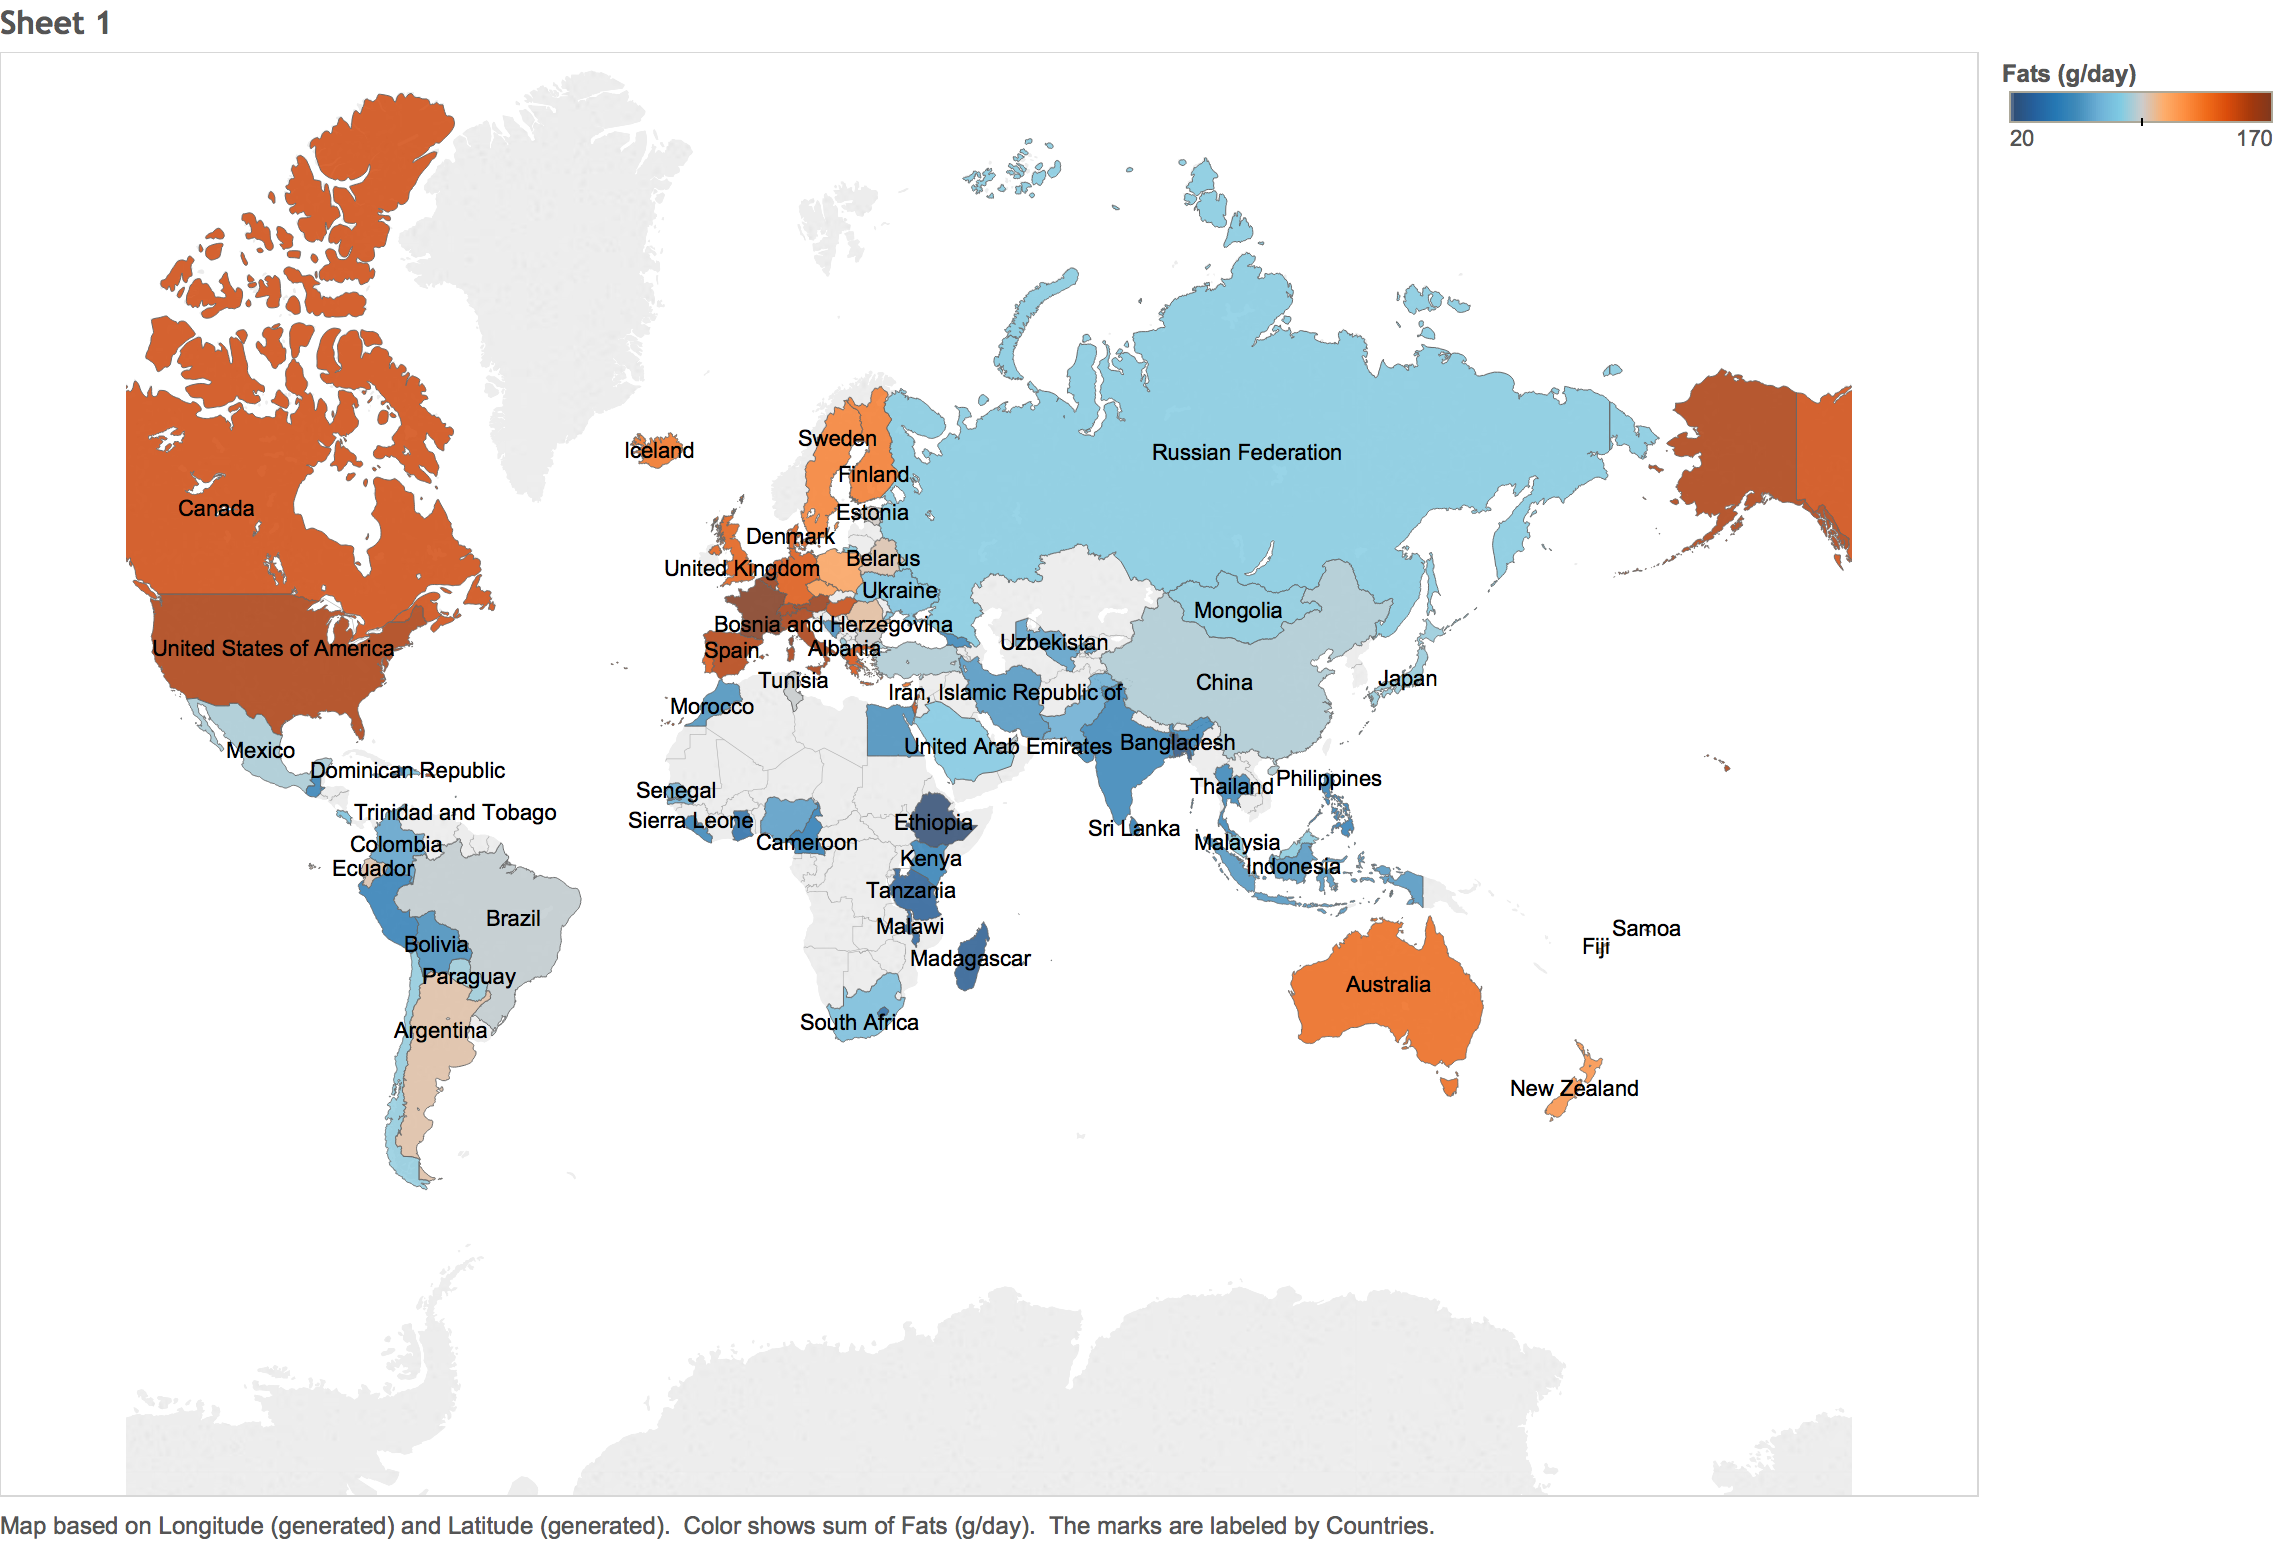 Sheet 1
Fats (g/day)
20
170
Iceland
Sweden
Finland
Russian Federation
Canada
Estonia
Denmark
Belarus
United Kingdom
Ukraine
Mongolia
Bosnia and Herzegovina
United States of America
Spain
Albania
Uzbekistan
Tunisia
China
Japan
Iran, Islamic Republic of
Morocco
Mexico
United Arab Emirates
Bangladesh
Dominican Republic
Senegal
Thailand
Philippines
Trinidad and Tobago
Sierra Leone
Ethiopia
Sri Lanka
Colombia
Cameroon
Malaysia
Ecuador
Kenya
Indonesia
Tanzania
Brazil
Malawi
Samoa
Bolivia
Fiji
Madagascar
Paraguay
Australia
Argentina
South Africa
New Zealand
Map based on Longitude (generated) and Latitude (generated).  Color shows sum of Fats (g/day).  The marks are labeled by Countries.